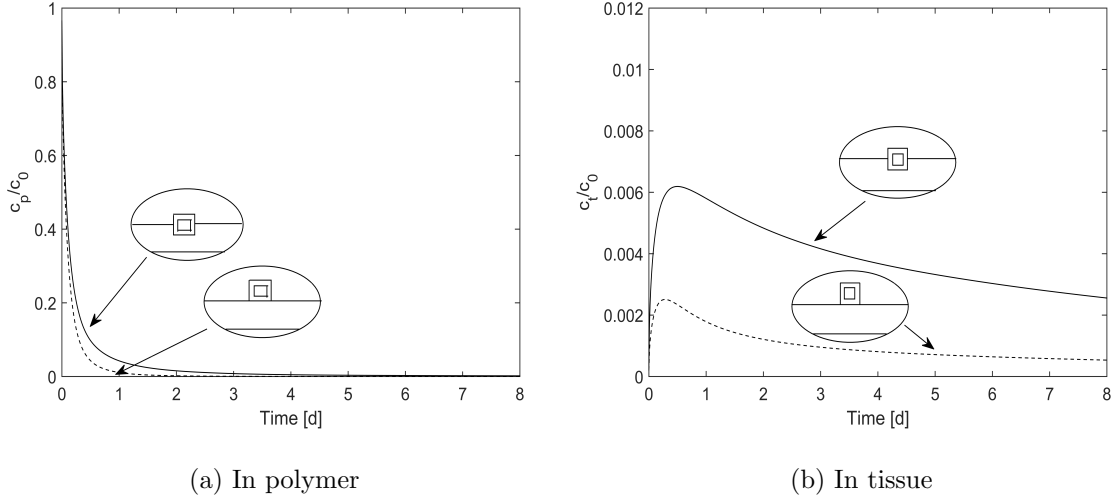 1
0.8
0.6
0.4
0.2
0
c_p/c_0
0 1 2 3 4 5 6 7 8
Time [d]
(a) In polymer
0.012
0.01
0.008
0.006
0.004
0.002
0
c_t/c_0
0 1 2 3 4 5 6 7 8
Time [d]
(b) In tissue